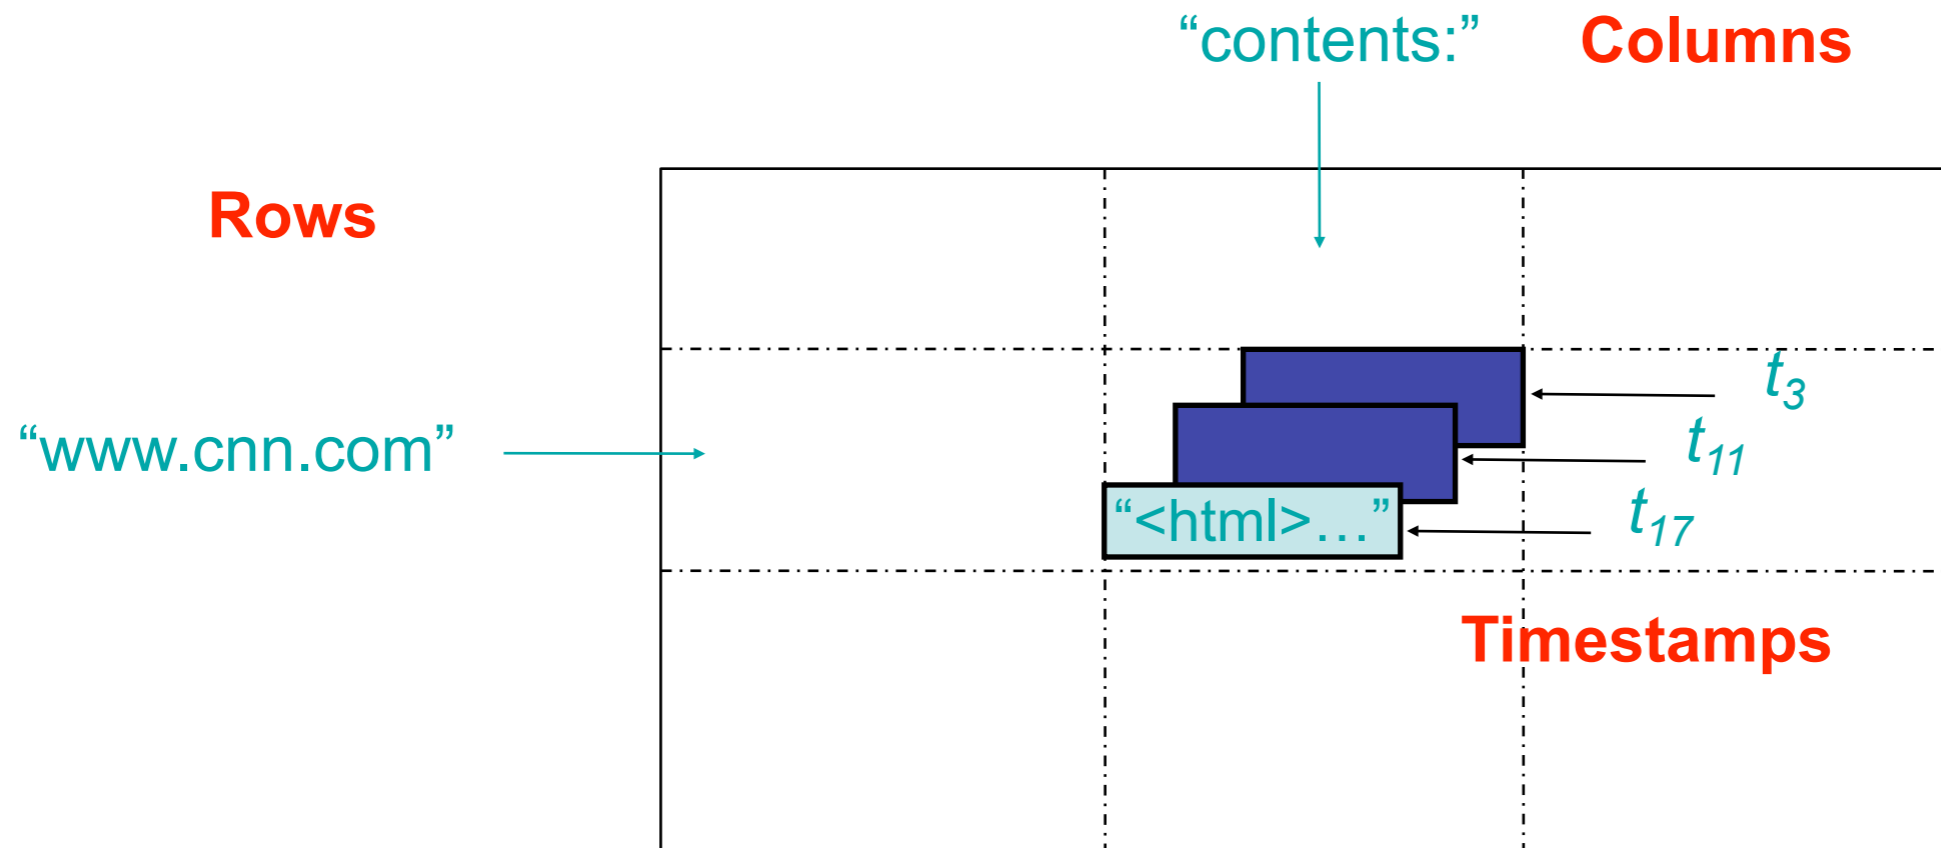 “contents:” Columns
Rows
t3
“www.cnn.com” t11
“<html>…” t17
Timestamps